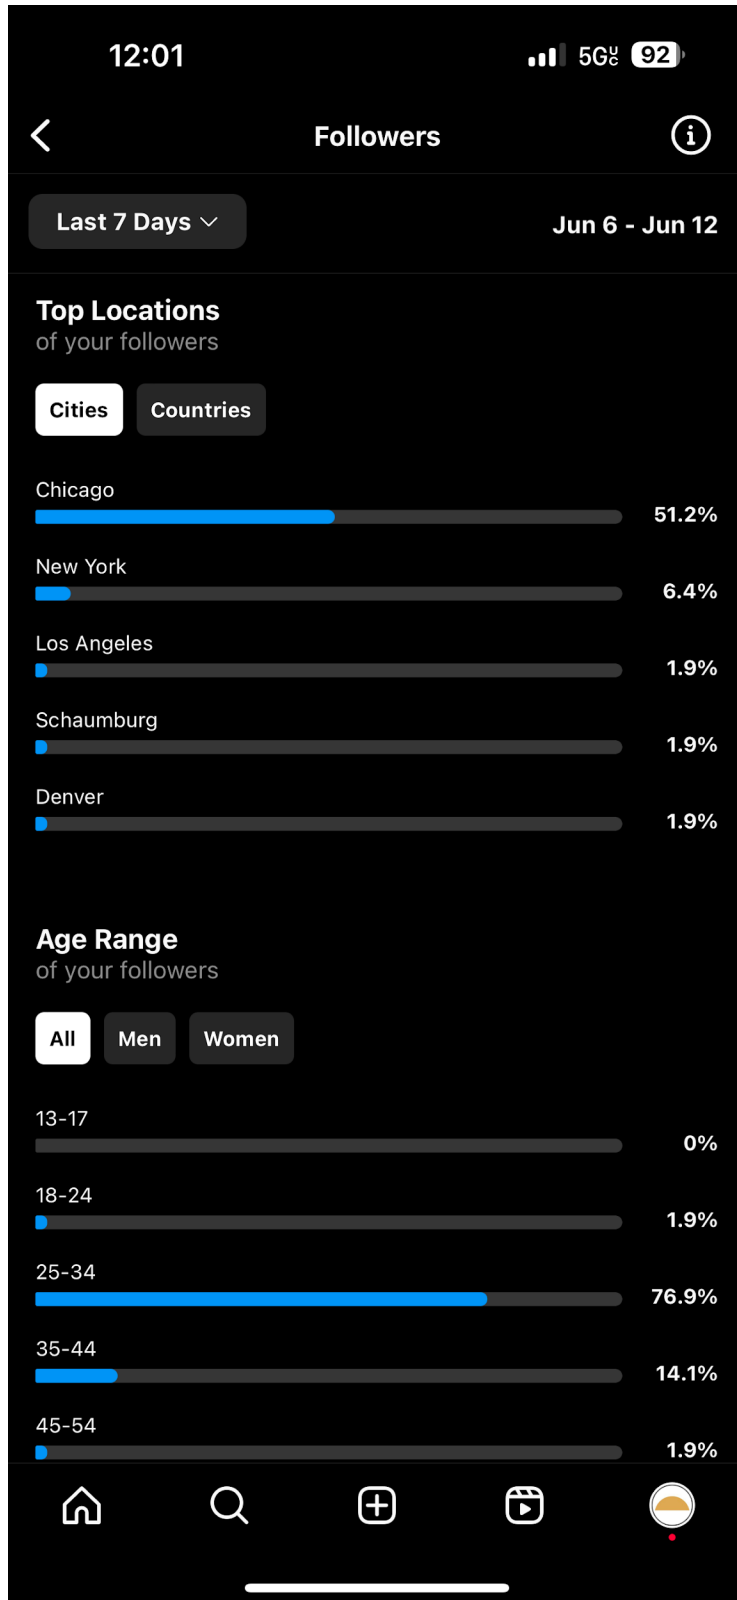 12:01
5GUC 92
Followers
Last 7 Days
Jun 6 - Jun 12
Top Locations
of your followers
Cities Countries
Chicago
51.2%
New York
6.4%
Los Angeles
1.9%
Schaumburg
1.9%
Denver
1.9%
Age Range
of your followers
All Men Women
13-17
0%
18-24
1.9%
25-34
76.9%
35-44
14.1%
45-54
1.9%